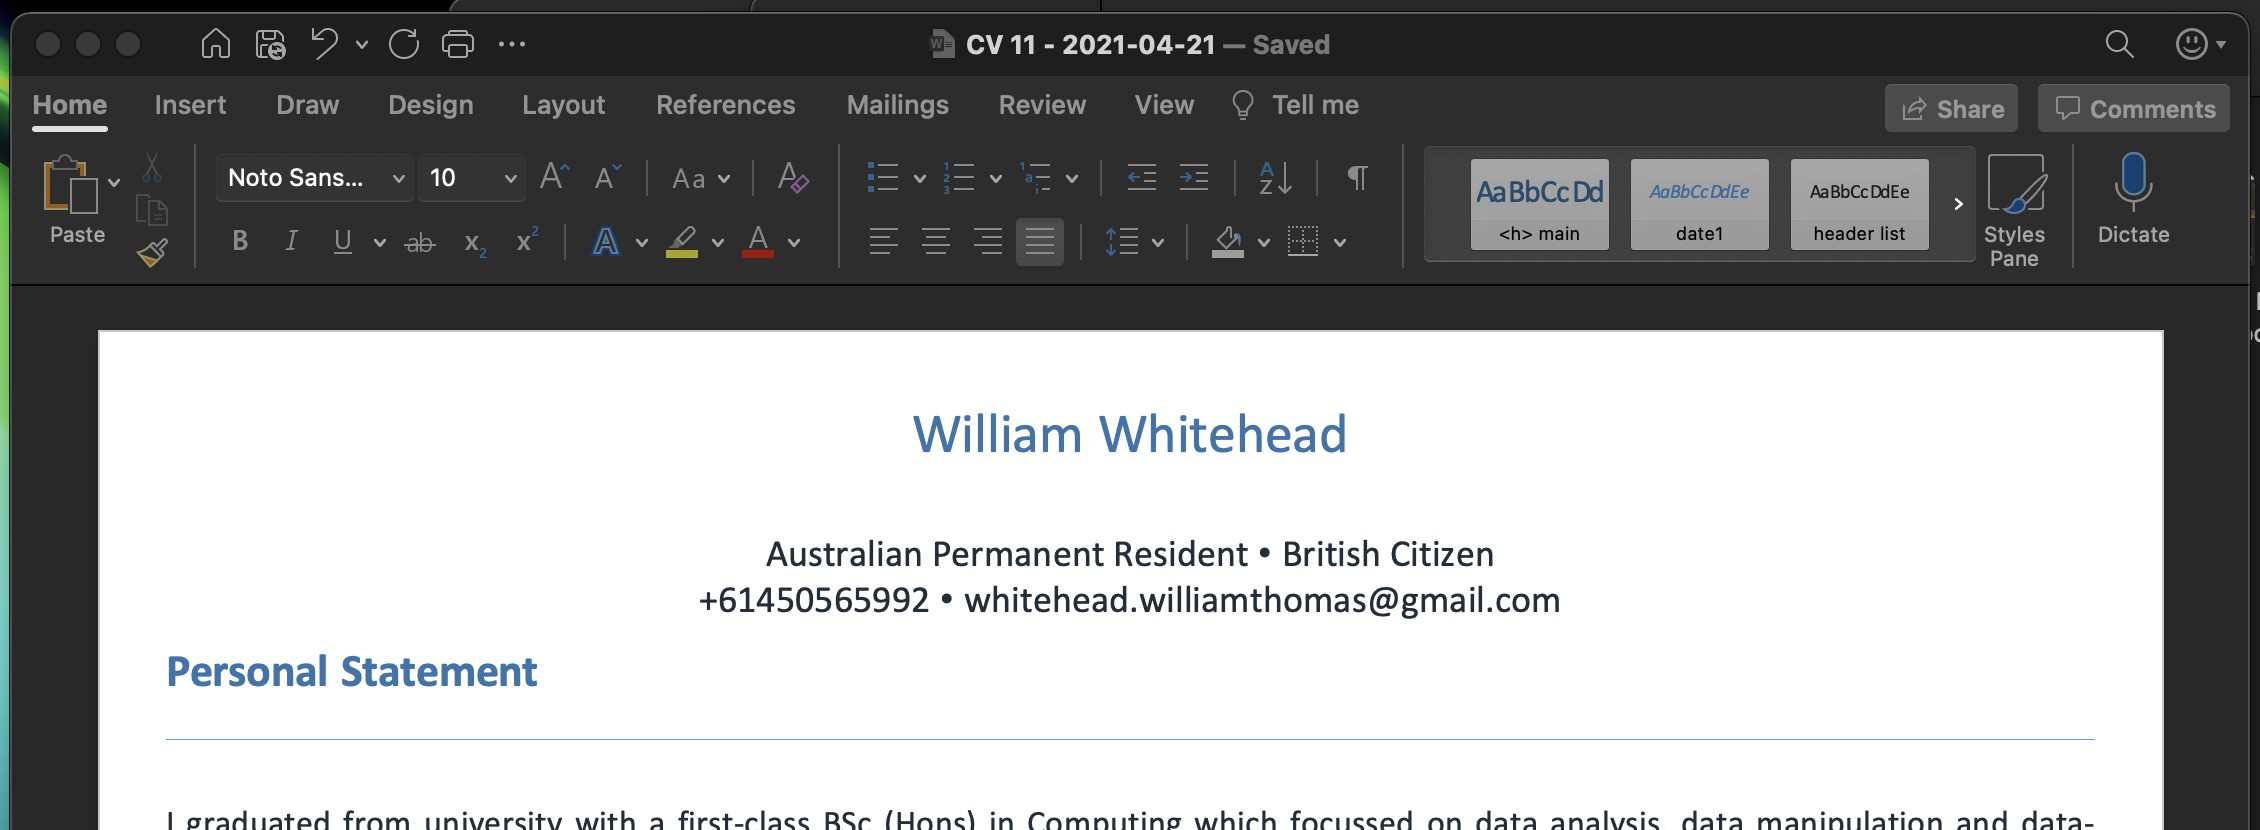 CV 11 - 2021-04-21 — Saved
Home Insert Draw Design Layout References Mailings Review View Tell me Share Comments
Paste
Noto Sans... 10
AaBbCcDd
<h> main
AaBbCcDdEe
date1
AaBbCcDdEe
header list
Styles
Pane
Dictate
William Whitehead
Australian Permanent Resident • British Citizen
+61450565992 • whitehead.williamthomas@gmail.com
Personal Statement
I graduated from university with a first-class BSc (Hons) in Computing which focussed on data analysis, data manipulation and data-